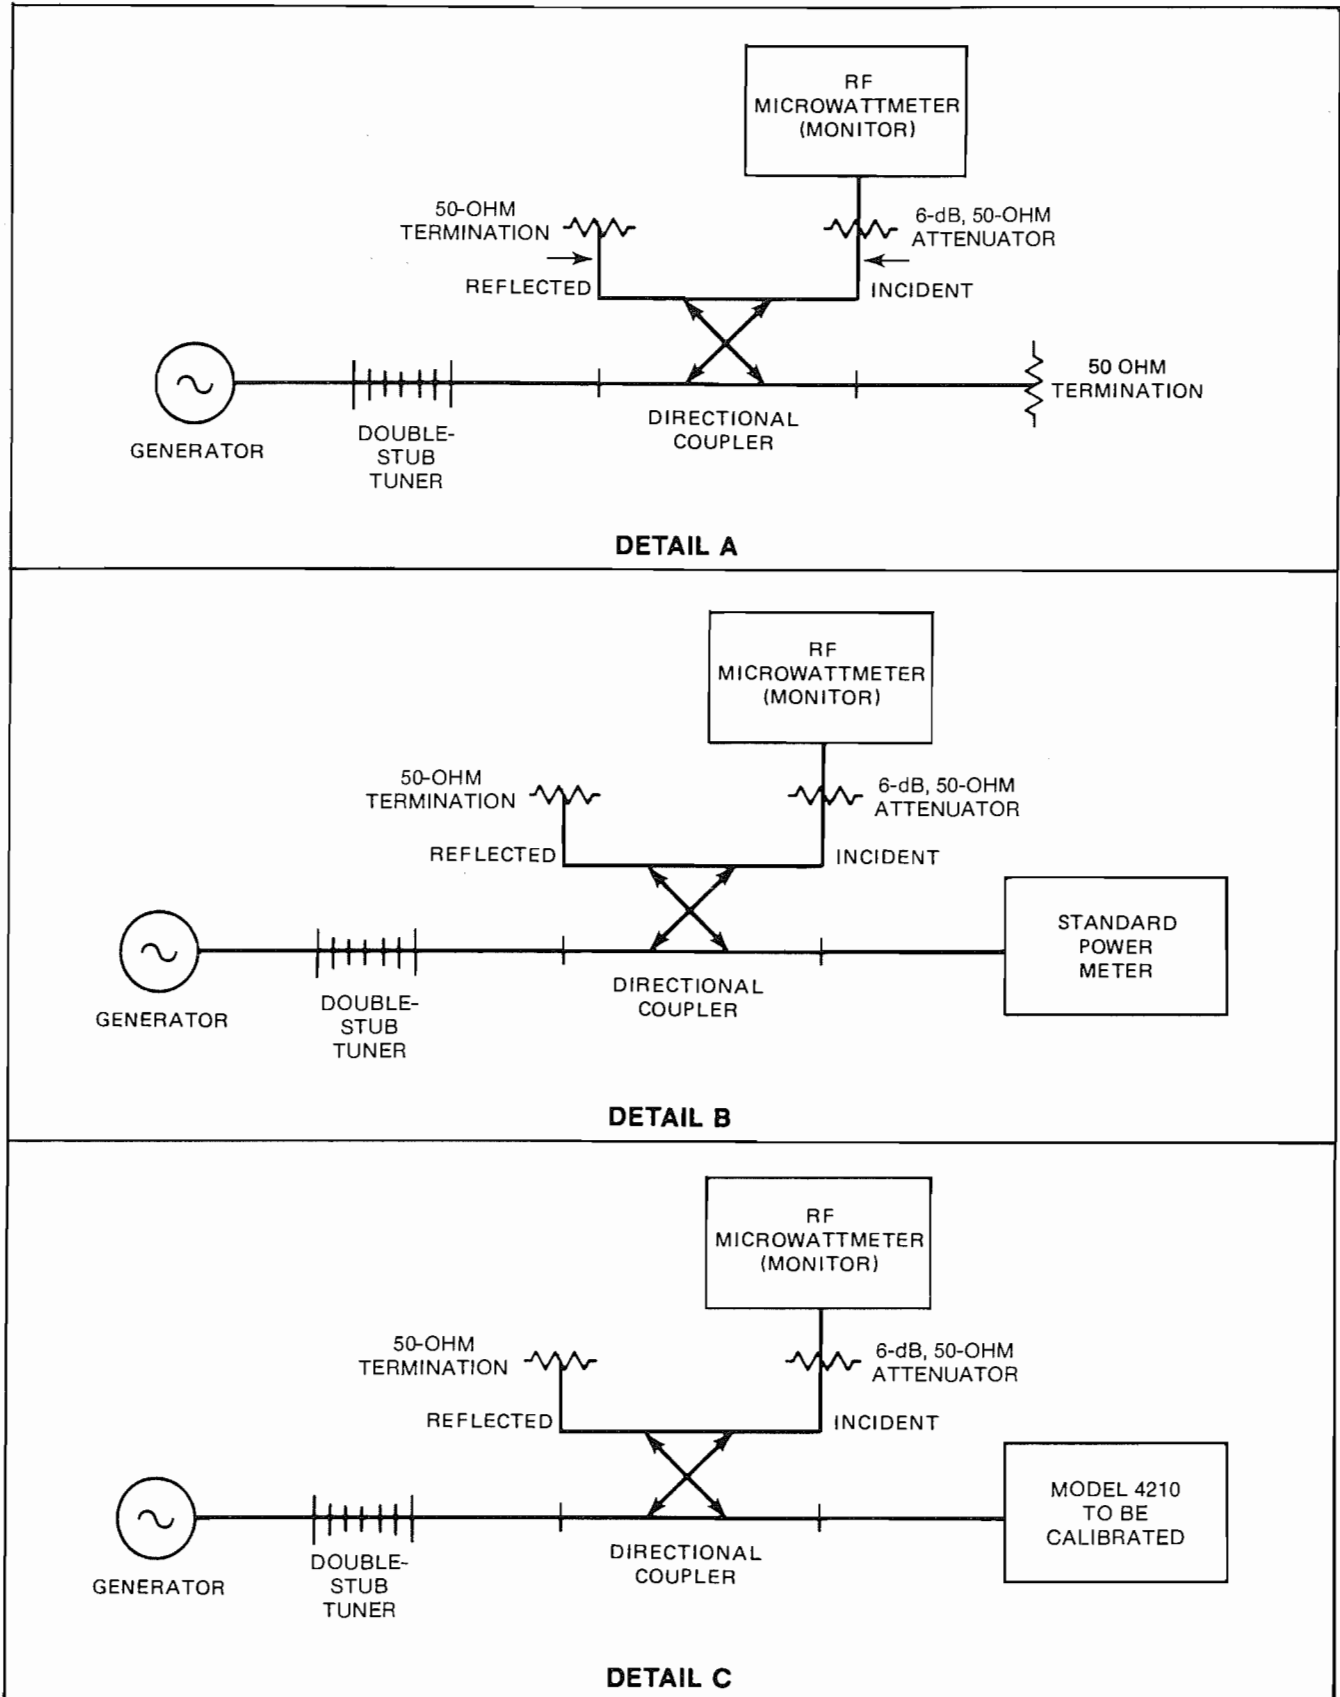 RF
MICROWATTMETER
(MONITOR)
50-OHM
TERMINATION
6-dB, 50-OHM
ATTENUATOR
REFLECTED
INCIDENT
50 OHM
TERMINATION
GENERATOR
DOUBLE-
STUB
TUNER
DIRECTIONAL
COUPLER
DETAIL A
RF
MICROWATTMETER
(MONITOR)
50-OHM
TERMINATION
6-dB, 50-OHM
ATTENUATOR
REFLECTED
INCIDENT
STANDARD
POWER
METER
GENERATOR
DOUBLE-
STUB
TUNER
DIRECTIONAL
COUPLER
DETAIL B
RF
MICROWATTMETER
(MONITOR)
50-OHM
TERMINATION
6-dB, 50-OHM
ATTENUATOR
REFLECTED
INCIDENT
MODEL 4210
TO BE
CALIBRATED
GENERATOR
DOUBLE-
STUB
TUNER
DIRECTIONAL
COUPLER
DETAIL C